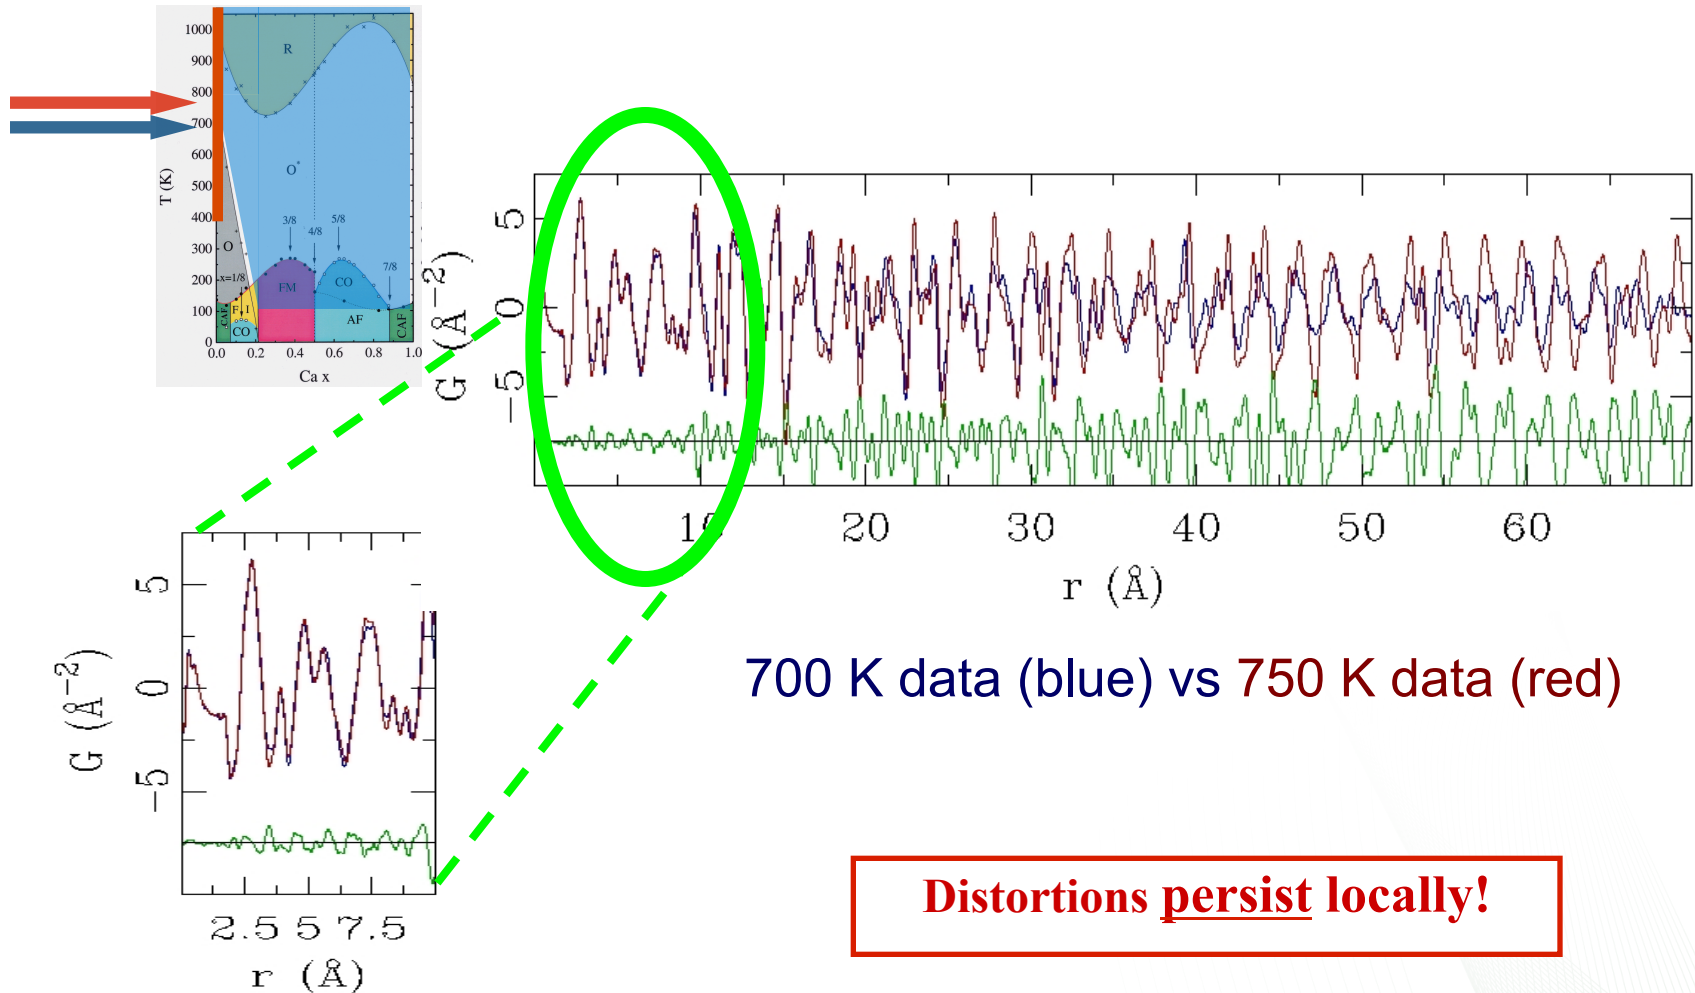 1000
900
800
700
600
500
400
300
200
100
0
T (K)
R
O*
3/8
5/8
4/8
7/8
O
x=1/8
FM
CO
CAF
F I
CO
AF
CAF
0.0 0.2 0.4 0.6 0.8 1.0
Ca x
G (Å⁻²)
5
0
−5
10 20 30 40 50 60
r (Å)
G (Å⁻²)
5
0
−5
2.5 5 7.5
r (Å)
700 K data (blue) vs 750 K data (red)
Distortions persist locally!